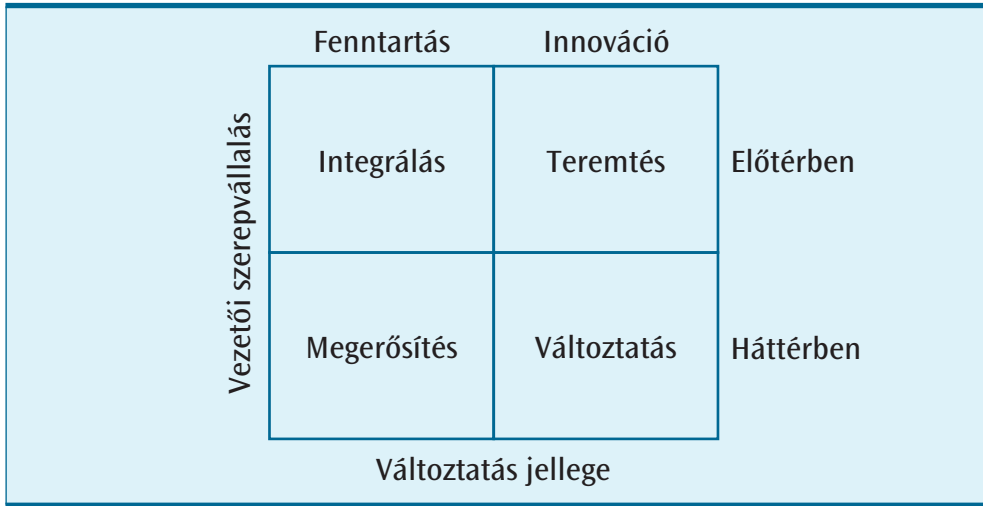 Fenntartás Innováció
Vezetői szerepvállalás
Integrálás Teremtés Előtérben
Megerősítés Változtatás Háttérben
Változtatás jellege